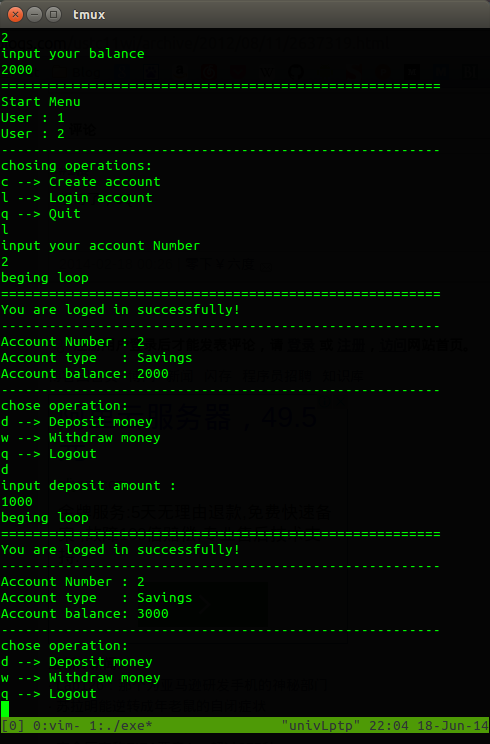 tmux
2
input your balance
2000
=======================================================
Start Menu
User : 1
User : 2
-------------------------------------------------------
chosing operations:
c --> Create account
l --> Login account
q --> Quit
l
input your account Number
2
beging loop
=======================================================
You are loged in successfully!
-------------------------------------------------------
Account Number : 2
Account type   : Savings
Account balance: 2000
-------------------------------------------------------
chose operation:
d --> Deposit money
w --> Withdraw money
q --> Logout
d
input deposit amount :
1000
beging loop
=======================================================
You are loged in successfully!
-------------------------------------------------------
Account Number : 2
Account type   : Savings
Account balance: 3000
-------------------------------------------------------
chose operation:
d --> Deposit money
w --> Withdraw money
q --> Logout
[0] 0:vim- 1:./exe* "univLptp" 22:04 18-Jun-14